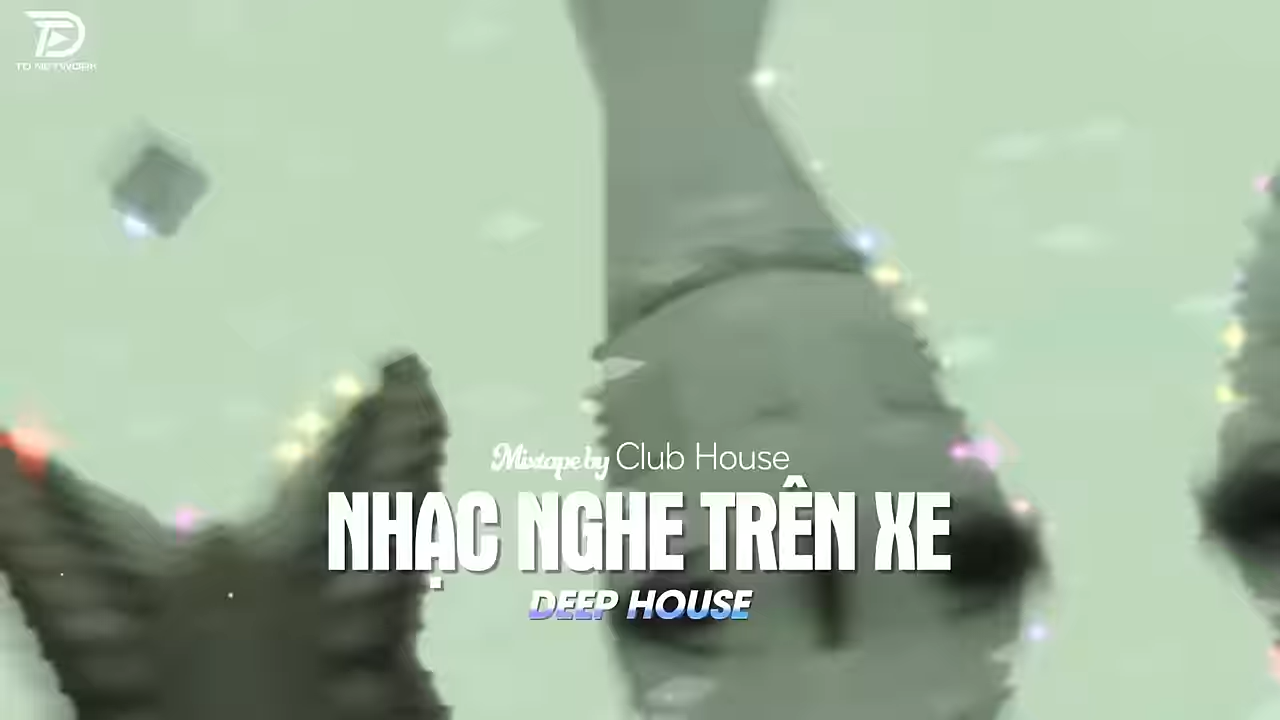 TD NETWORK
Mixtape by Club House
NHẠC NGHE TRÊN XE
DEEP HOUSE